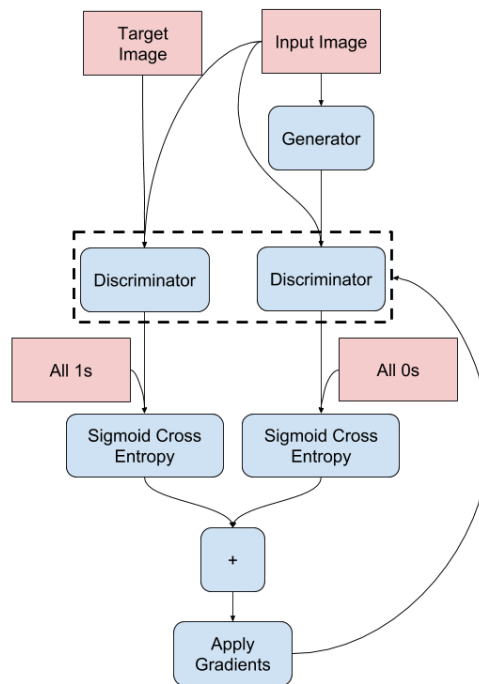 Target
Image
Input Image
Generator
Discriminator
Discriminator
All 1s
All 0s
Sigmoid Cross
Entropy
Sigmoid Cross
Entropy
+
Apply
Gradients